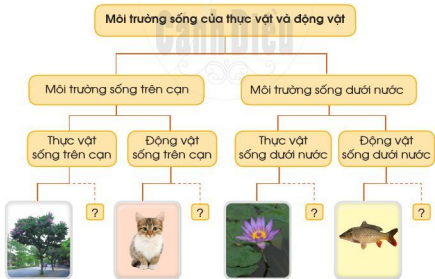 Môi trường sống của thực vật và động vật
Cánh Diều
Môi trường sống trên cạn
Môi trường sống dưới nước
Thực vật
sống trên cạn
Động vật
sống trên cạn
Thực vật
sống dưới nước
Động vật
sống dưới nước
?
?
?
?